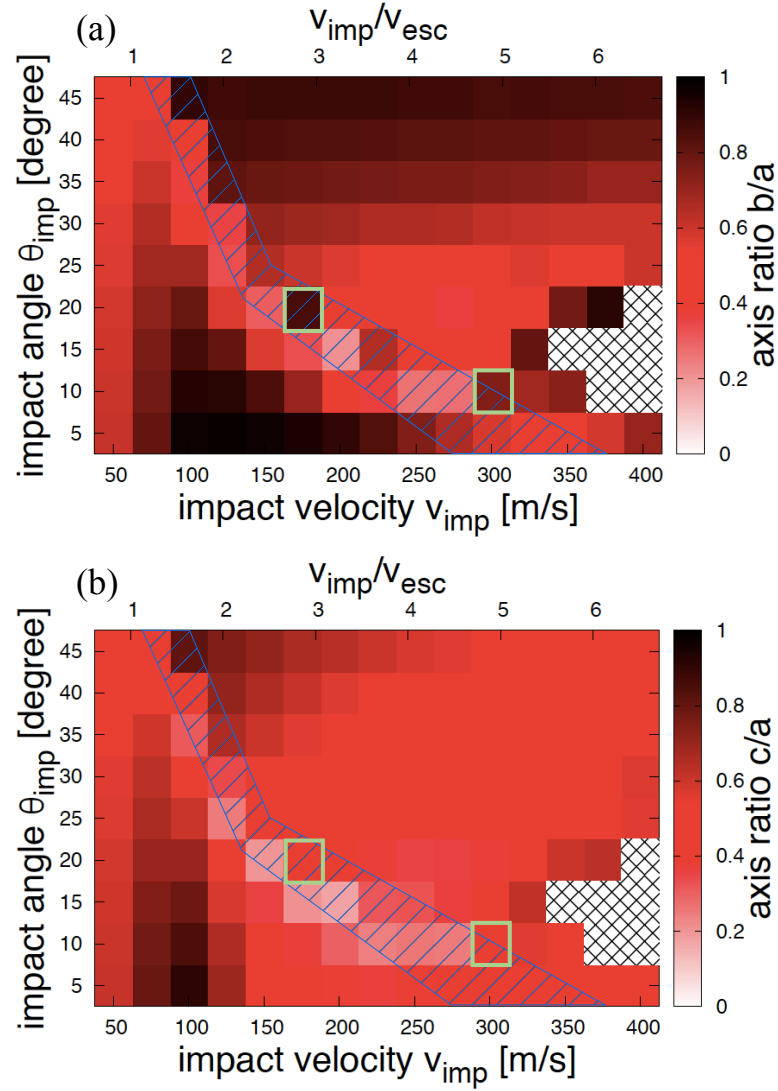 (a)
v_imp/v_esc
1 2 3 4 5 6
impact angle θ_imp [degree]
45
40
35
30
25
20
15
10
5
50 100 150 200 250 300 350 400
impact velocity v_imp [m/s]
1
0.8
0.6
0.4
0.2
0
axis ratio b/a
(b)
v_imp/v_esc
1 2 3 4 5 6
impact angle θ_imp [degree]
45
40
35
30
25
20
15
10
5
50 100 150 200 250 300 350 400
impact velocity v_imp [m/s]
1
0.8
0.6
0.4
0.2
0
axis ratio c/a